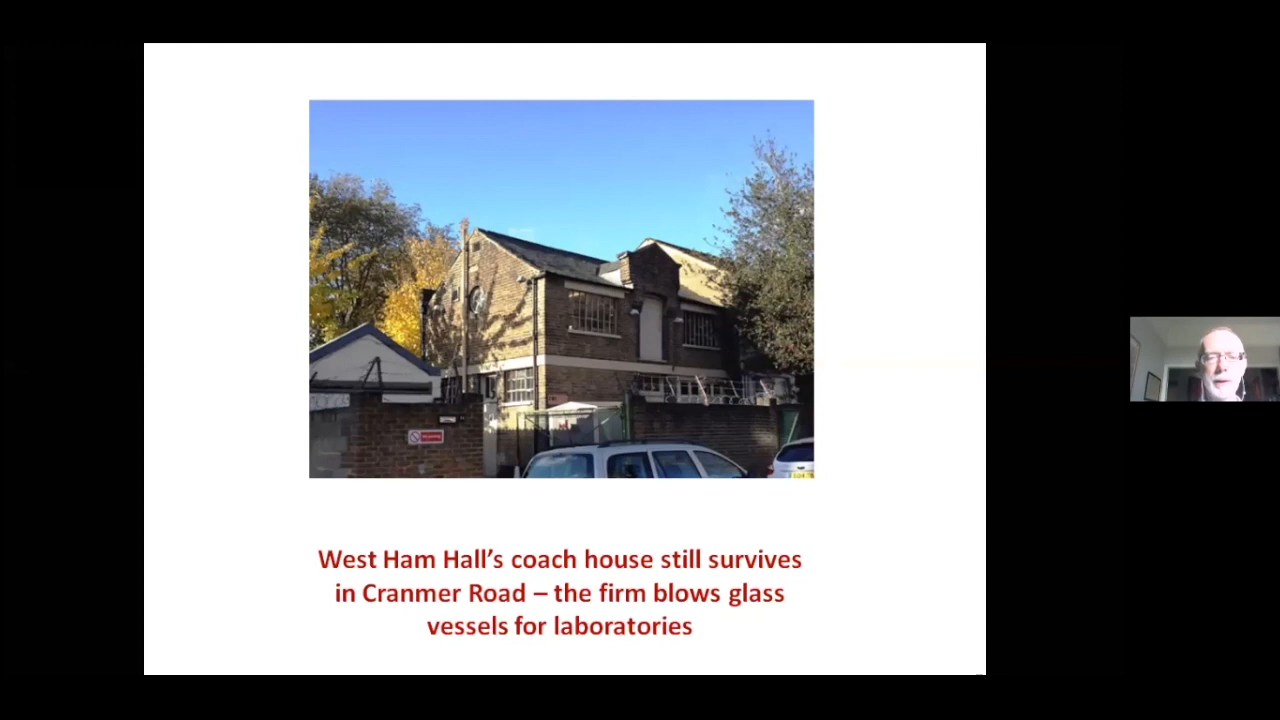 West Ham Hall’s coach house still survives
in Cranmer Road – the firm blows glass
vessels for laboratories